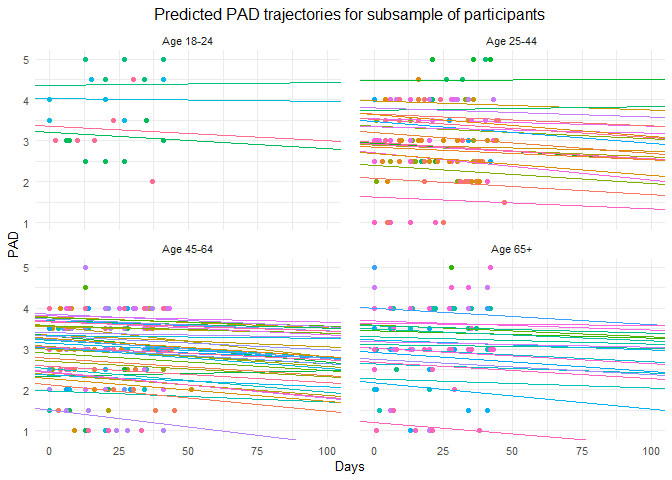 Predicted PAD trajectories for subsample of participants
Age 18-24
Age 25-44
5
4
3
2
1
PAD
Age 45-64
Age 65+
5
4
3
2
1
0 25 50 75 100
0 25 50 75 100
Days